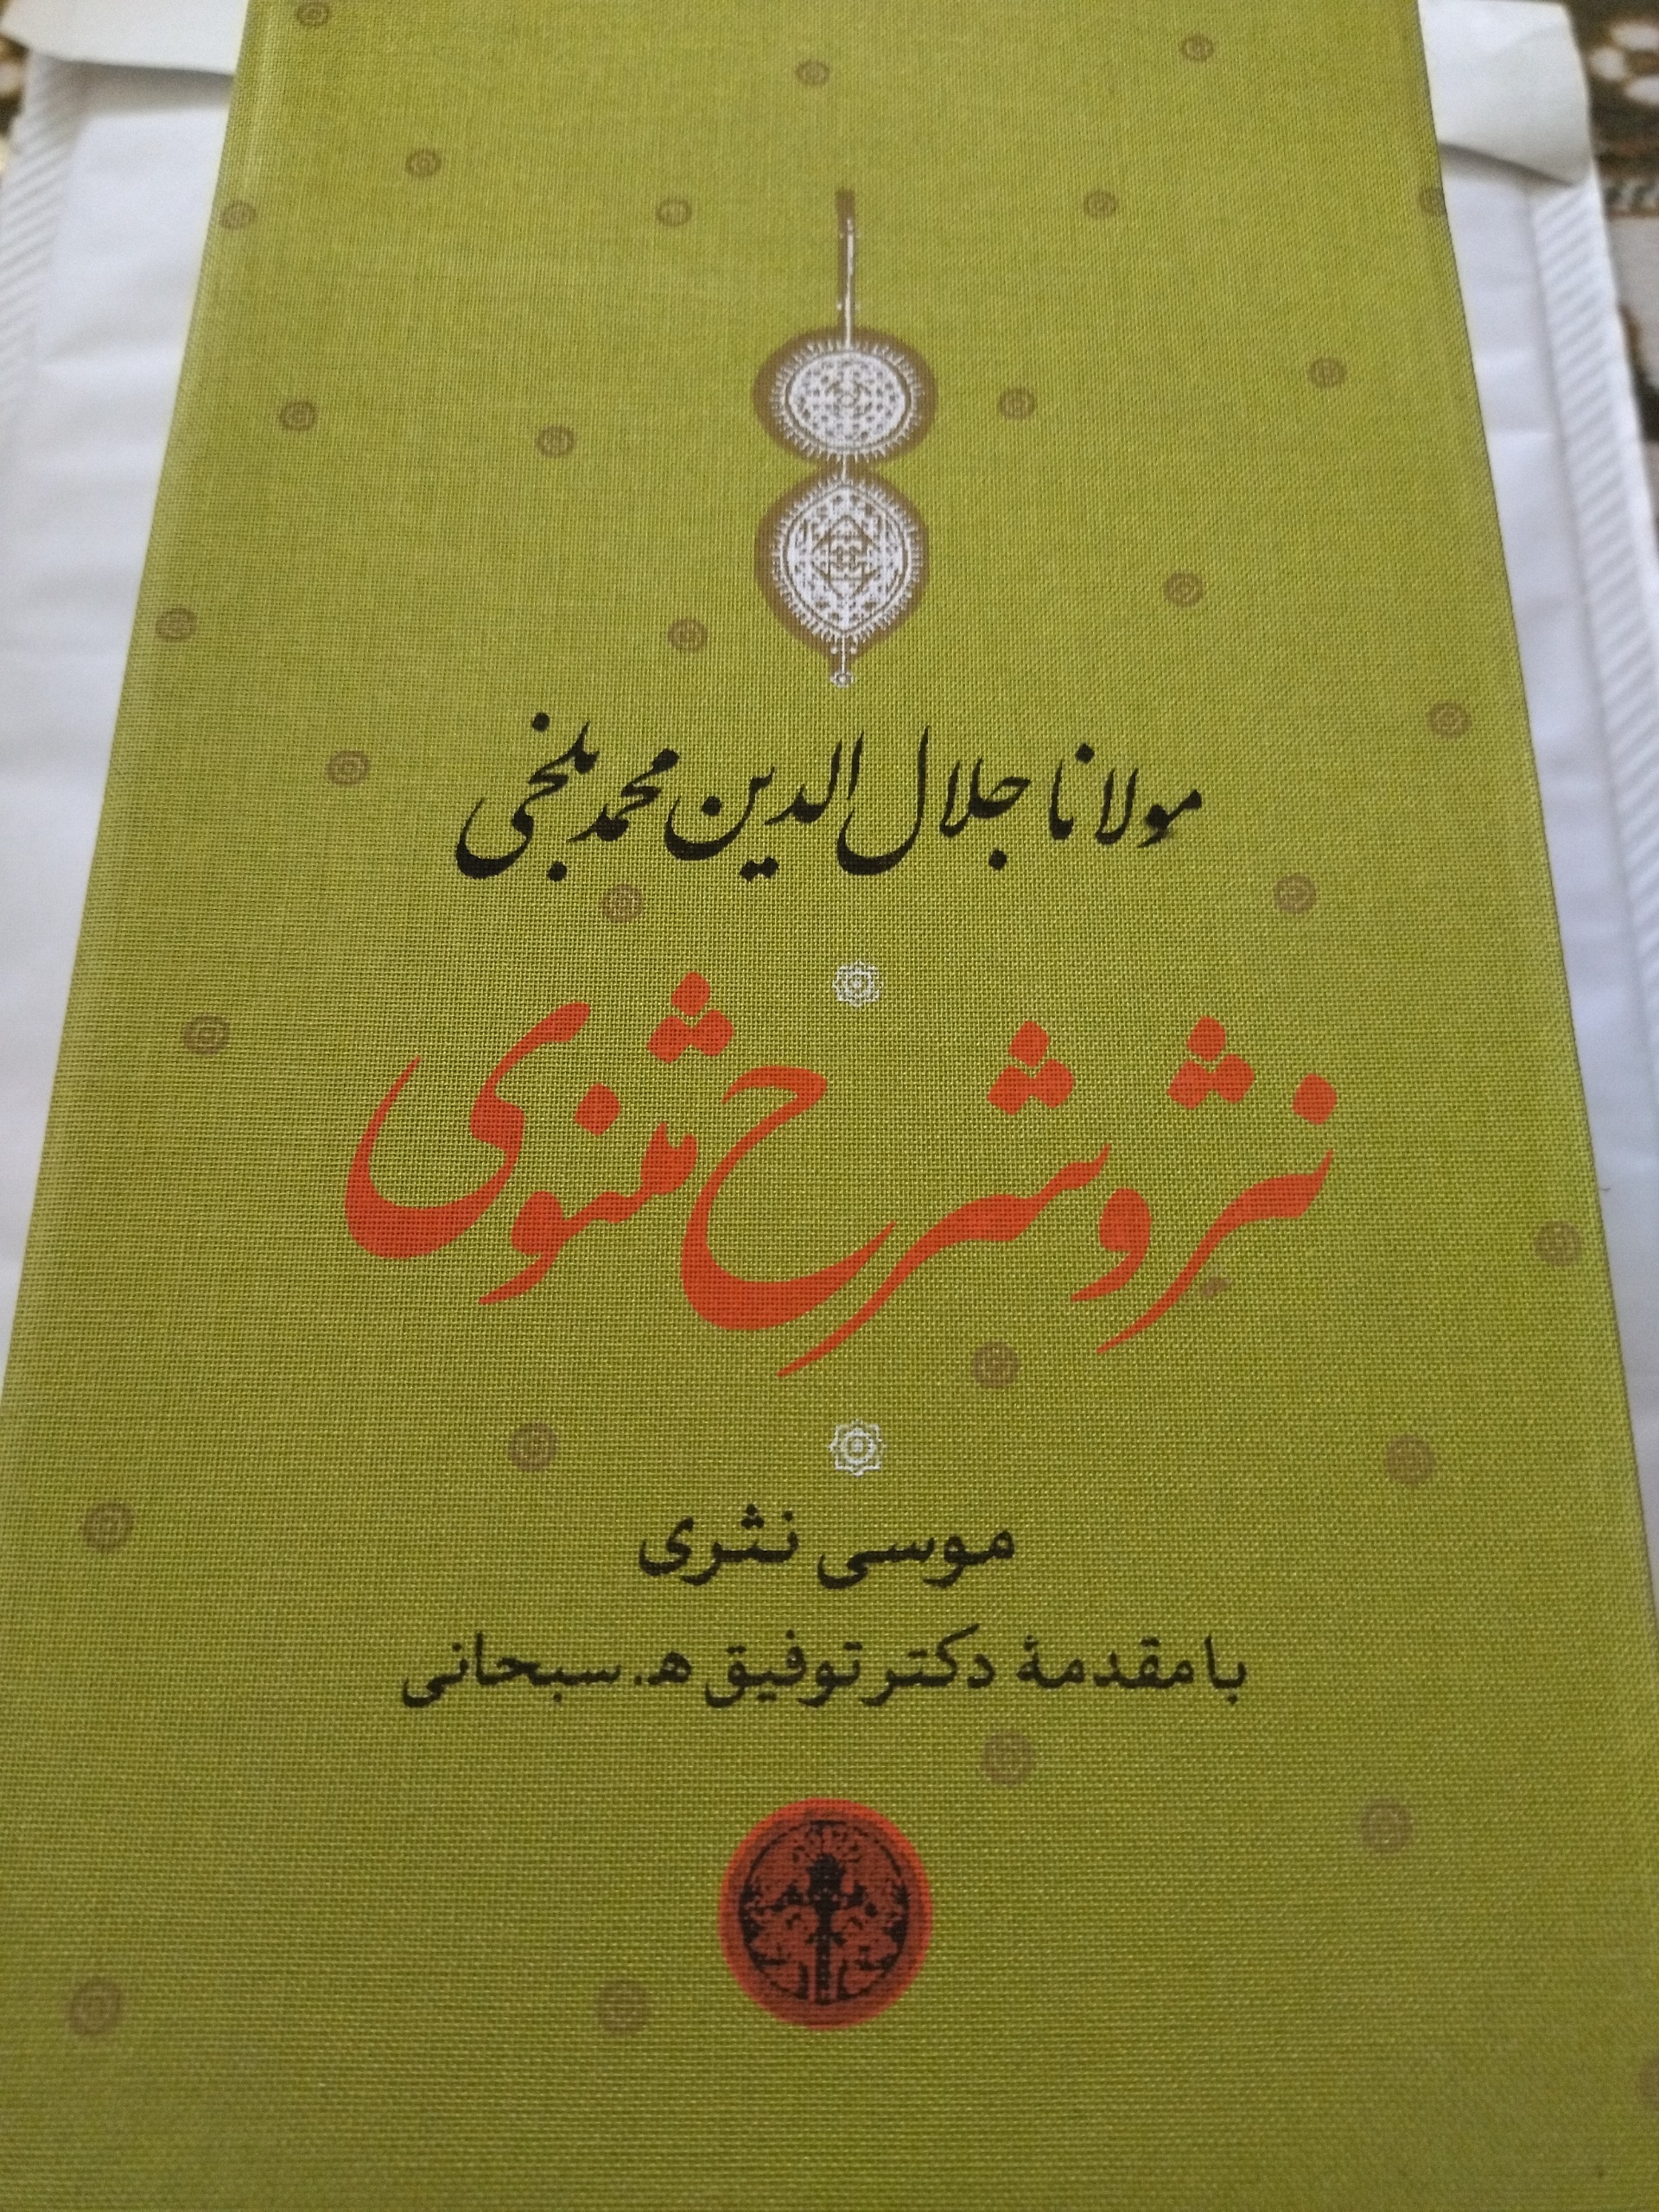 مولانا جلال الدین محمد بلخی
نثر و شرح مثنوی
موسی نثری
با مقدمهٔ دکتر توفیق ه. سبحانی